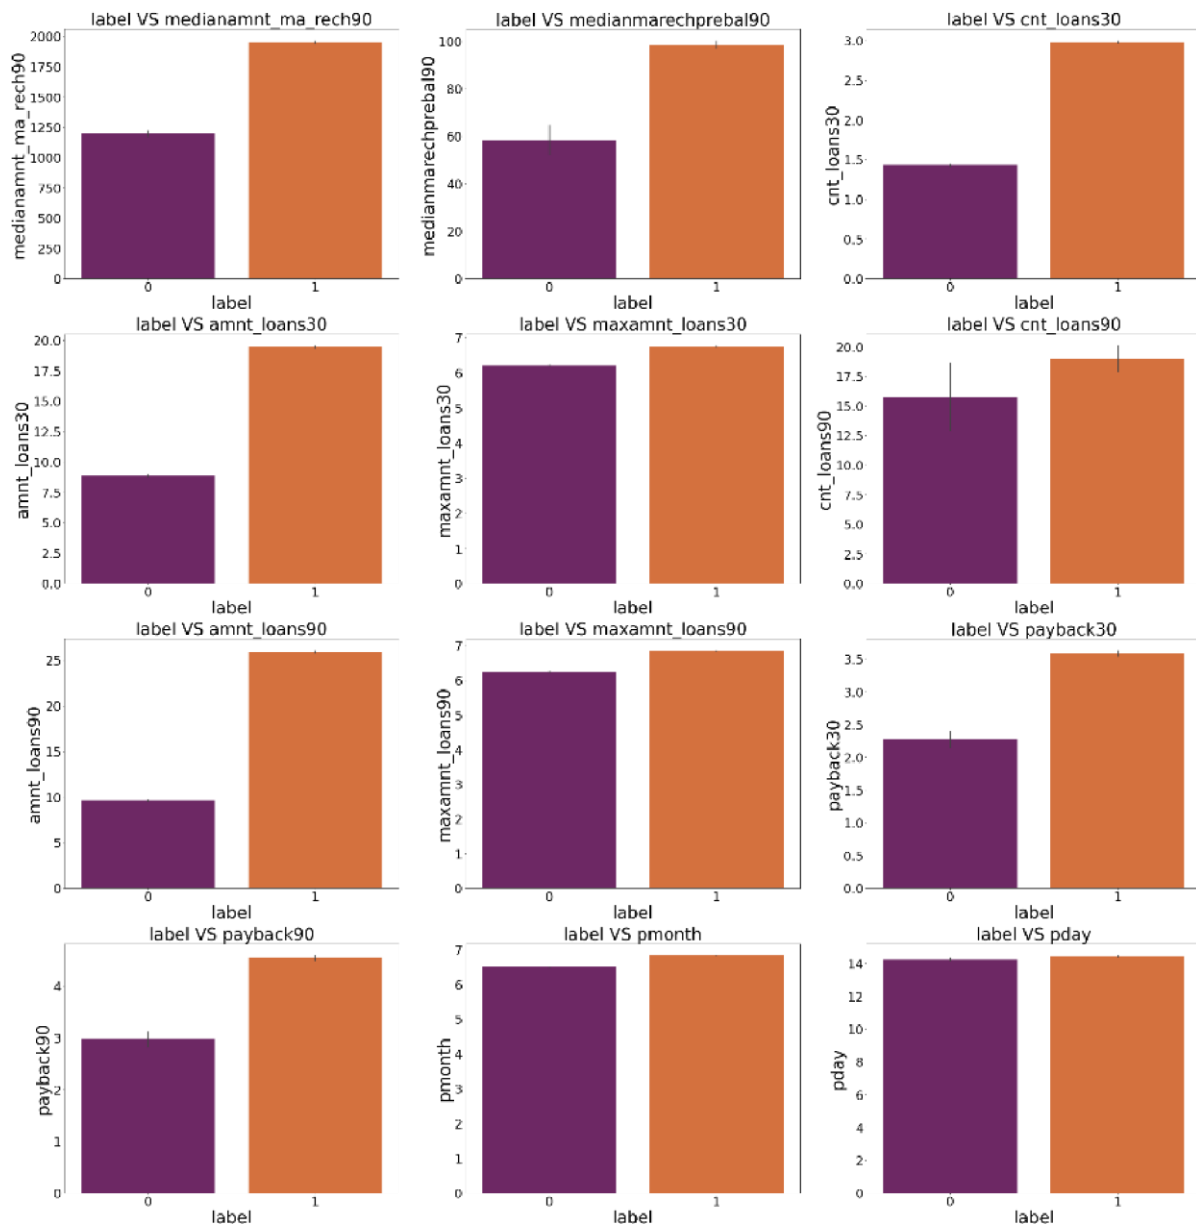 label VS medianamnt_ma_rech90
medianamnt_ma_rech90
2000
1750
1500
1250
1000
750
500
250
0
0 1
label
label VS medianmarechprebal90
medianmarechprebal90
100
80
60
40
20
0
0 1
label
label VS cnt_loans30
cnt_loans30
3.0
2.5
2.0
1.5
1.0
0.5
0.0
0 1
label
label VS amnt_loans30
amnt_loans30
20.0
17.5
15.0
12.5
10.0
7.5
5.0
2.5
0.0
0 1
label
label VS maxamnt_loans30
maxamnt_loans30
7
6
5
4
3
2
1
0
0 1
label
label VS cnt_loans90
cnt_loans90
20.0
17.5
15.0
12.5
10.0
7.5
5.0
2.5
0.0
0 1
label
label VS amnt_loans90
amnt_loans90
25
20
15
10
5
0
0 1
label
label VS maxamnt_loans90
maxamnt_loans90
7
6
5
4
3
2
1
0
0 1
label
label VS payback30
payback30
3.5
3.0
2.5
2.0
1.5
1.0
0.5
0.0
0 1
label
label VS payback90
payback90
4
3
2
1
0
0 1
label
label VS pmonth
pmonth
7
6
5
4
3
2
1
0
0 1
label
label VS pday
pday
14
12
10
8
6
4
2
0
0 1
label